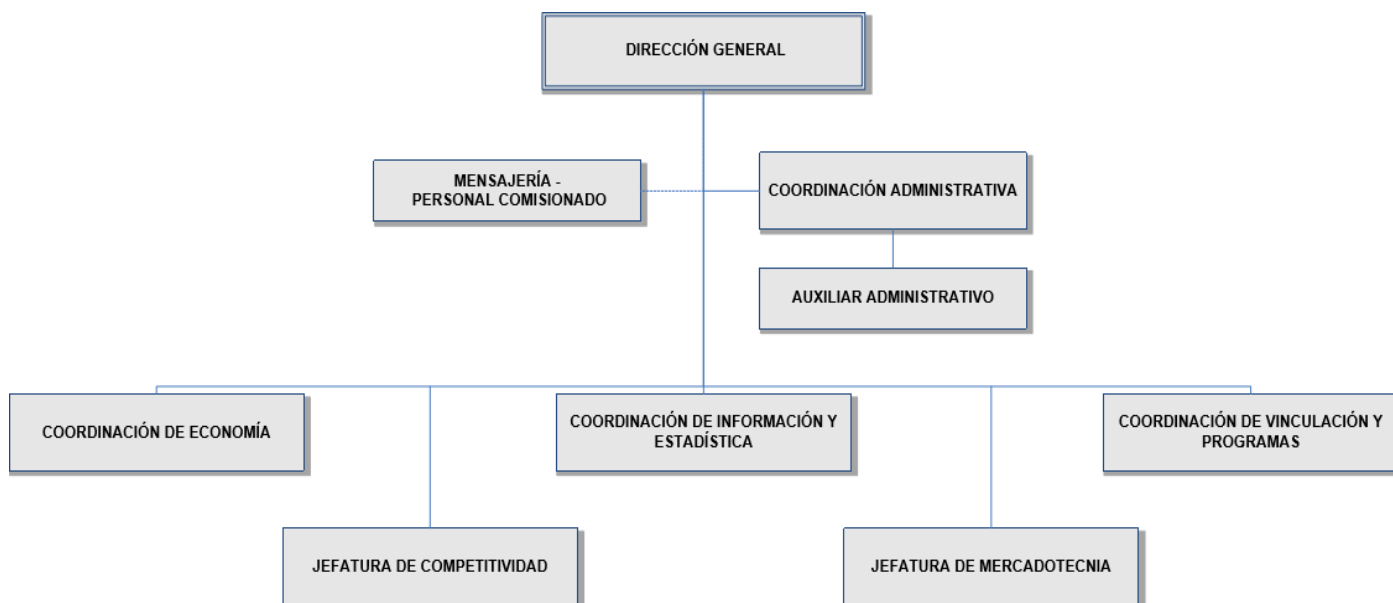 DIRECCIÓN GENERAL
MENSAJERÍA -
PERSONAL COMISIONADO
COORDINACIÓN ADMINISTRATIVA
AUXILIAR ADMINISTRATIVO
COORDINACIÓN DE ECONOMÍA
COORDINACIÓN DE INFORMACIÓN Y
ESTADÍSTICA
COORDINACIÓN DE VINCULACIÓN Y
PROGRAMAS
JEFATURA DE COMPETITIVIDAD
JEFATURA DE MERCADOTECNIA